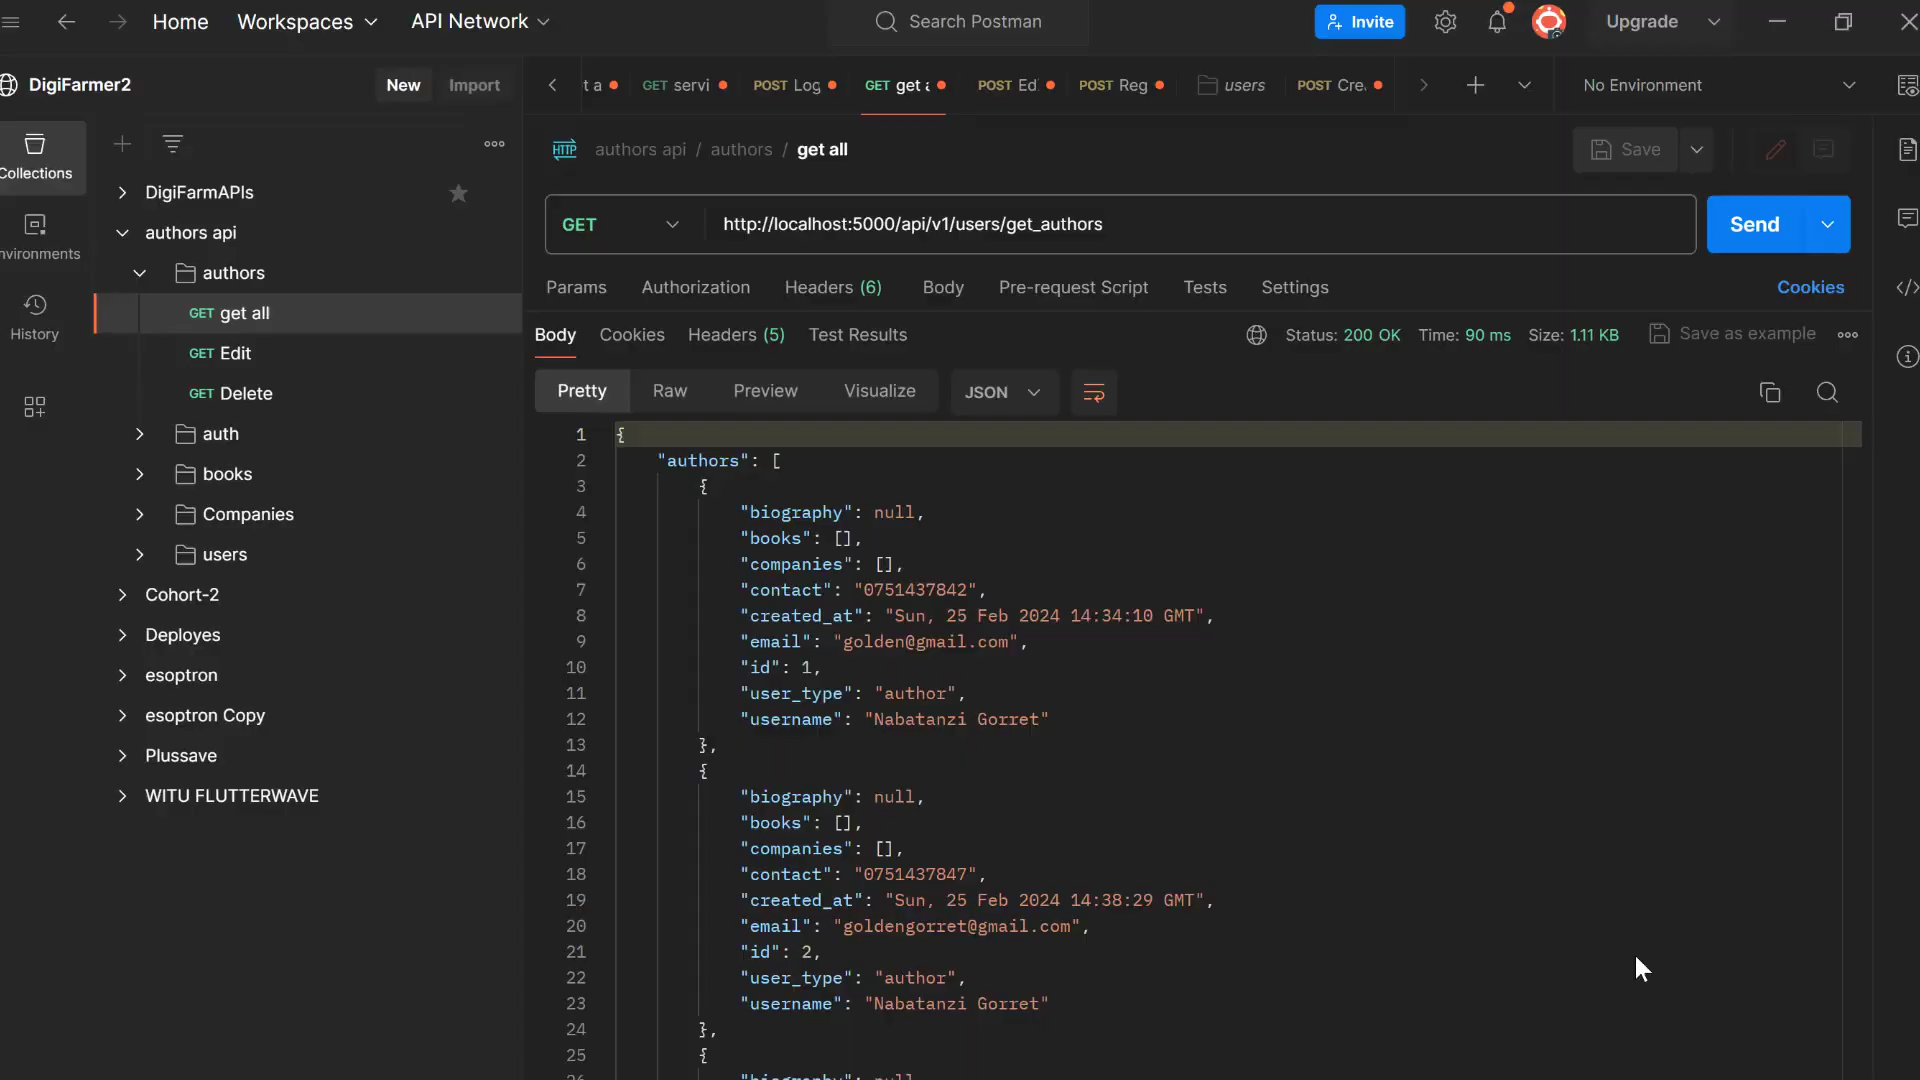 Home Workspaces API Network Search Postman Invite Upgrade
DigiFarmer2 New Import
t a GET servi POST Log GET get a POST Ed POST Reg users POST Cre No Environment
Collections
nvironments
History
DigiFarmAPIs
authors api
authors
GET get all
GET Edit
GET Delete
auth
books
Companies
users
Cohort-2
Deployes
esoptron
esoptron Copy
Plussave
WITU FLUTTERWAVE
HTTP authors api / authors / get all Save
GET http://localhost:5000/api/v1/users/get_authors Send
Params Authorization Headers (6) Body Pre-request Script Tests Settings Cookies
Body Cookies Headers (5) Test Results Status: 200 OK Time: 90 ms Size: 1.11 KB Save as example
Pretty Raw Preview Visualize JSON
1 {
2 "authors": [
3 {
4 "biography": null,
5 "books": [],
6 "companies": [],
7 "contact": "0751437842",
8 "created_at": "Sun, 25 Feb 2024 14:34:10 GMT",
9 "email": "golden@gmail.com",
10 "id": 1,
11 "user_type": "author",
12 "username": "Nabatanzi Gorret"
13 },
14 {
15 "biography": null,
16 "books": [],
17 "companies": [],
18 "contact": "0751437847",
19 "created_at": "Sun, 25 Feb 2024 14:38:29 GMT",
20 "email": "goldengorret@gmail.com",
21 "id": 2,
22 "user_type": "author",
23 "username": "Nabatanzi Gorret"
24 },
25 {
26 "biography": null